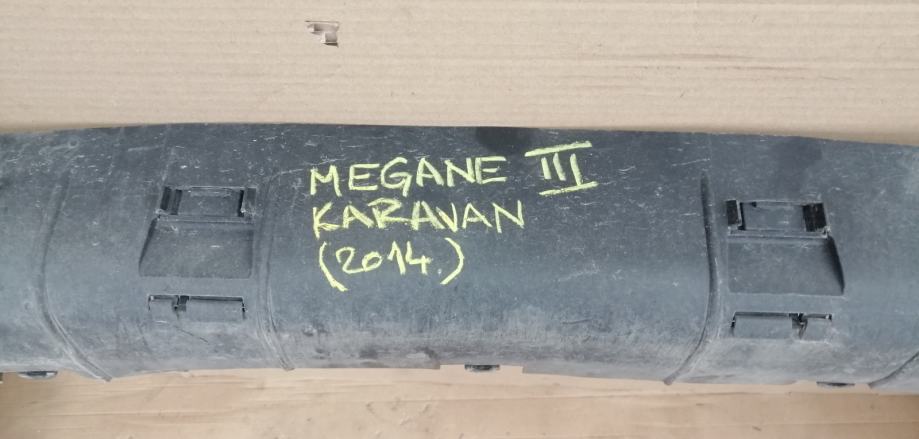 MEGANE III
KARAVAN
(2014.)